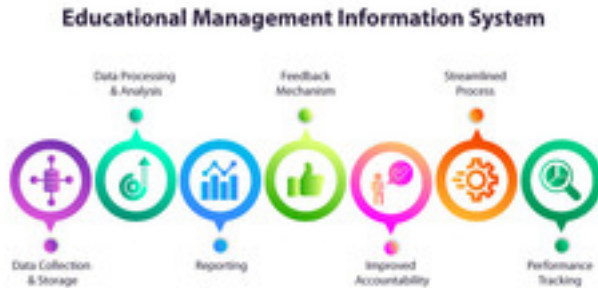 Educational Management Information System
Data Processing
& Analysis
Feedback
Mechanism
Streamlined
Process
Data Collection
& Storage
Reporting
Improved
Accountability
Performance
Tracking